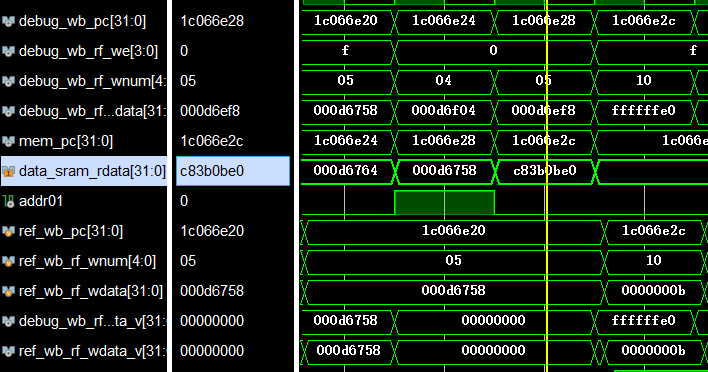 debug_wb_pc[31:0] 1c066e28 1c066e20 1c066e24 1c066e28 1c066e2c
debug_wb_rf_we[3:0] 0 f 0 f
debug_wb_rf_wnum[4: 05 05 04 05 10
debug_wb_rf...data[31: 000d6ef8 000d6758 000d6f04 000d6ef8 ffffffe0
mem_pc[31:0] 1c066e2c 1c066e24 1c066e28 1c066e2c 1c066e
data_sram_rdata[31:0] c83b0be0 000d6764 000d6758 c83b0be0
addr01 0
ref_wb_pc[31:0] 1c066e20 1c066e20 1c066e2c
ref_wb_rf_wnum[4:0] 05 05 10
ref_wb_rf_wdata[31:0] 000d6758 000d6758 0000000b
debug_wb_rf...ta_v[31: 00000000 000d6758 00000000 ffffffe0
ref_wb_rf_wdata_v[31: 00000000 000d6758 00000000 0000000b